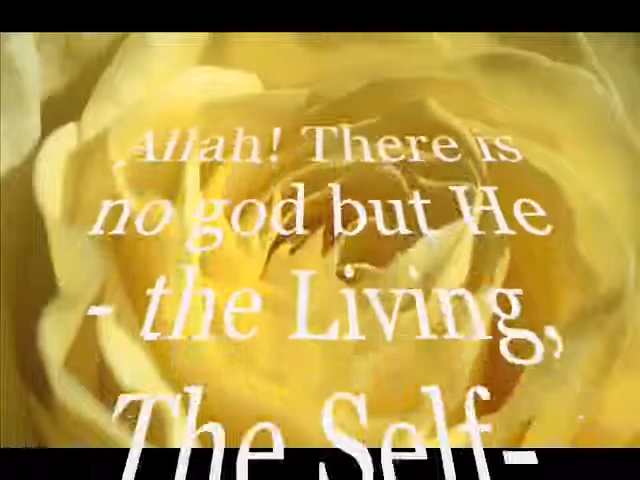 Allah! There is
no god but He
- the Living,
The Self-